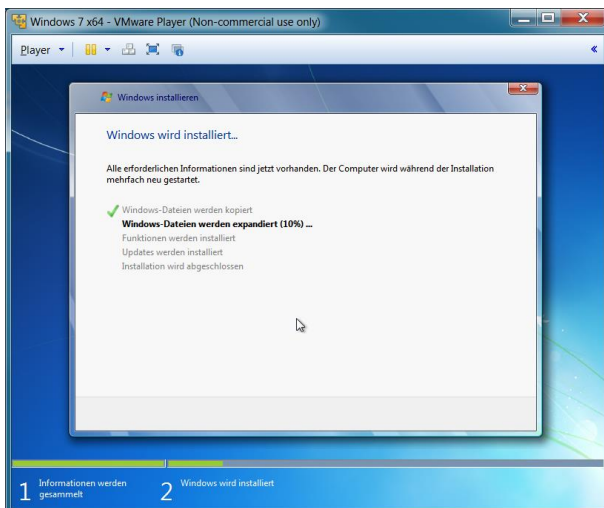 Windows 7 x64 - VMware Player (Non-commercial use only)
Player
Windows installieren
Windows wird installiert...
Alle erforderlichen Informationen sind jetzt vorhanden. Der Computer wird während der Installation
mehrfach neu gestartet.
Windows-Dateien werden kopiert
Windows-Dateien werden expandiert (10%) ...
Funktionen werden installiert
Updates werden installiert
Installation wird abgeschlossen
1 Informationen werden
gesammelt
2 Windows wird installiert